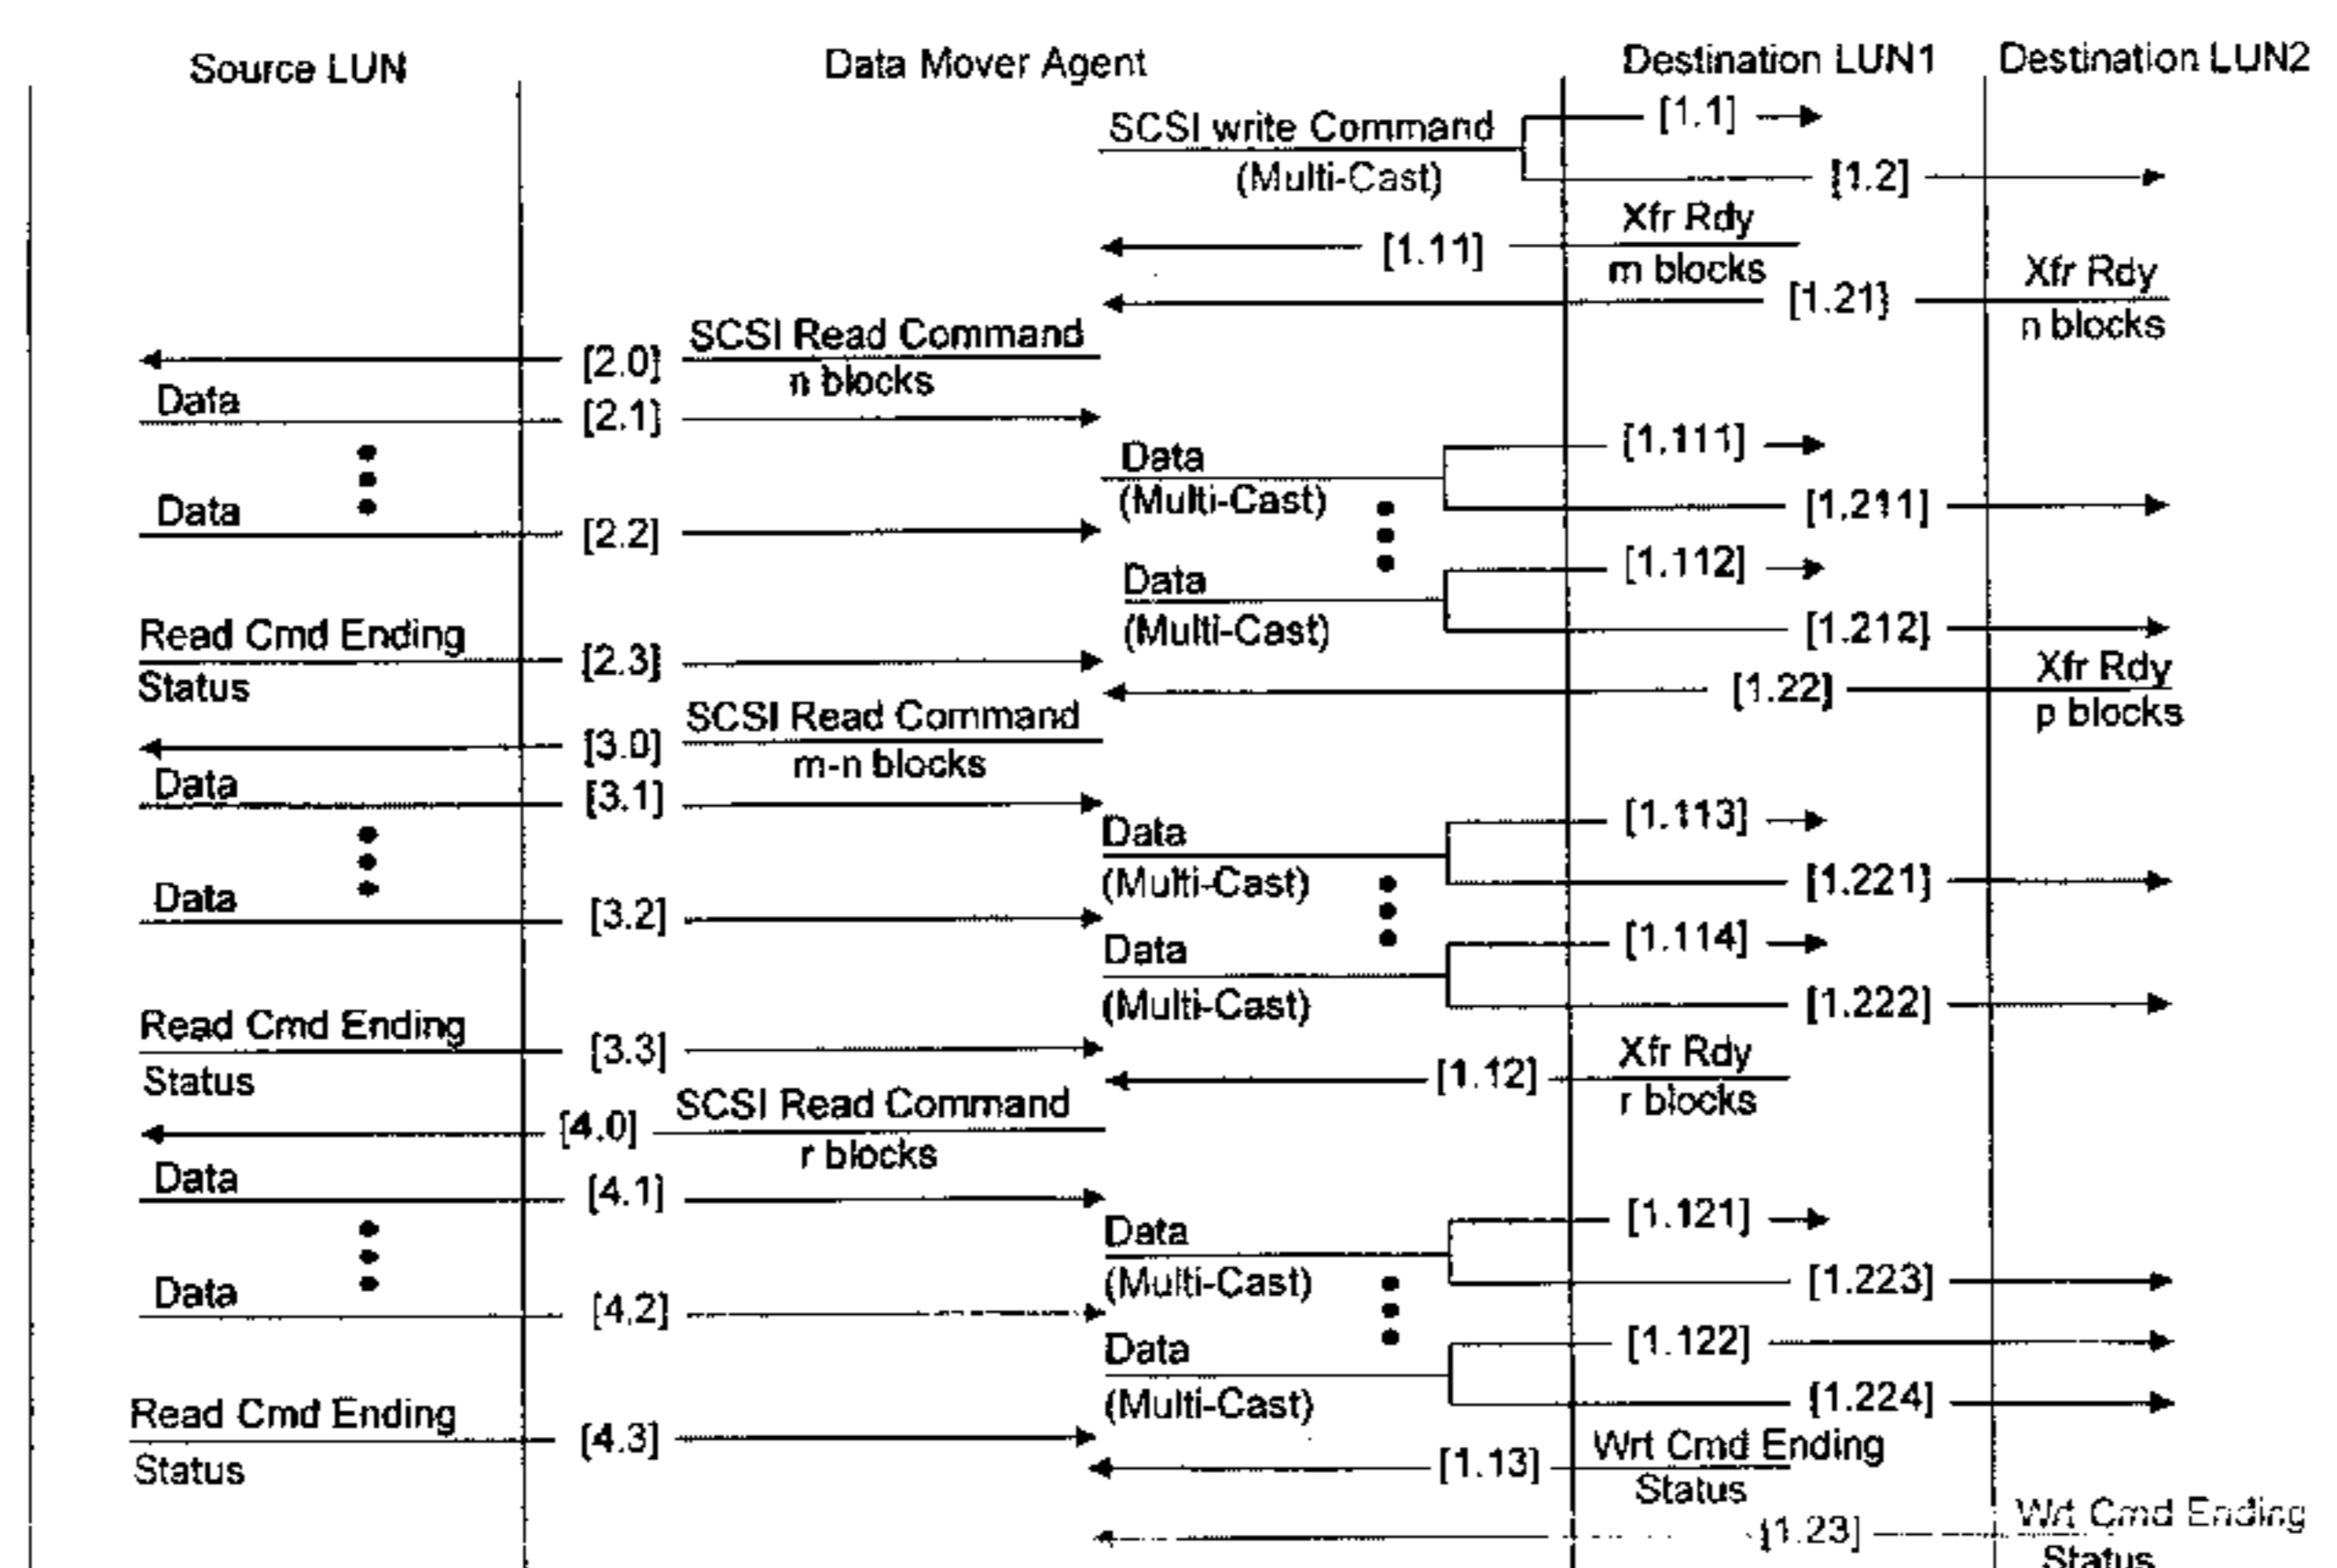 Source LUN
Data Mover Agent
Destination LUN1
Destination LUN2
SCSI write Command
(Multi-Cast)
[1.1]
[1.2]
Xfr Rdy
m blocks
[1.11]
Xfr Rdy
n blocks
[1.21]
SCSI Read Command
n blocks
[2.0]
Data
[2.1]
Data
(Multi-Cast)
[1.111]
[1.211]
Data
[2.2]
Data
(Multi-Cast)
[1.112]
[1.212]
Read Cmd Ending
Status
[2.3]
Xfr Rdy
p blocks
[1.22]
SCSI Read Command
m-n blocks
[3.0]
Data
[3.1]
Data
(Multi-Cast)
[1.113]
[1.221]
Data
[3.2]
Data
(Multi-Cast)
[1.114]
[1.222]
Read Cmd Ending
Status
[3.3]
Xfr Rdy
r blocks
[1.12]
SCSI Read Command
r blocks
[4.0]
Data
[4.1]
Data
(Multi-Cast)
[1.121]
[1.223]
Data
[4.2]
Data
(Multi-Cast)
[1.122]
[1.224]
Read Cmd Ending
Status
[4.3]
Wrt Cmd Ending
Status
[1.13]
Wrt Cmd Ending
Status
[1.23]